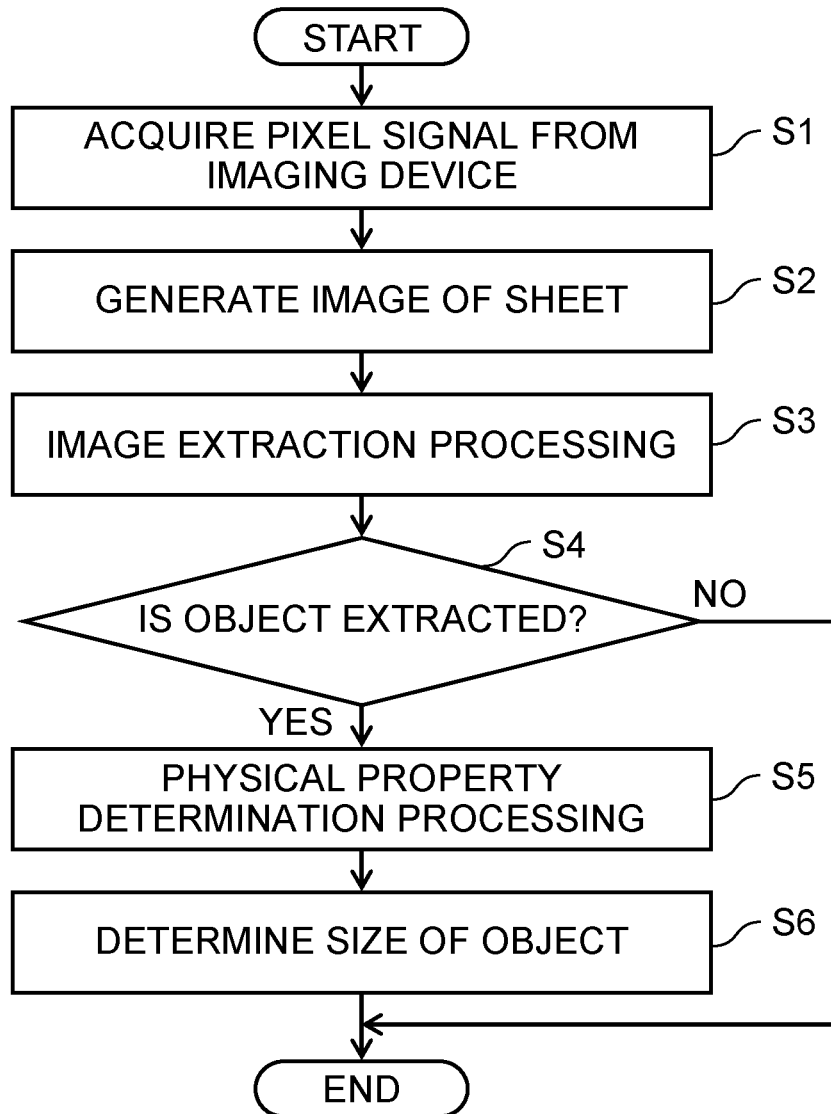 START
ACQUIRE PIXEL SIGNAL FROM
IMAGING DEVICE
S1
GENERATE IMAGE OF SHEET
S2
IMAGE EXTRACTION PROCESSING
S3
S4
IS OBJECT EXTRACTED?
NO
YES
PHYSICAL PROPERTY
DETERMINATION PROCESSING
S5
DETERMINE SIZE OF OBJECT
S6
END